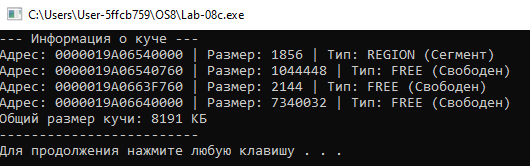 C:\Users\User-5ffcb759\OS8\Lab-08c.exe
--- Информация о куче ---
Адрес: 0000019A06540000 | Размер: 1856 | Тип: REGION (Сегмент)
Адрес: 0000019A06540760 | Размер: 1044448 | Тип: FREE (Свободен)
Адрес: 0000019A0663F760 | Размер: 2144 | Тип: FREE (Свободен)
Адрес: 0000019A06640000 | Размер: 7340032 | Тип: FREE (Свободен)
Общий размер кучи: 8191 КБ
-------------------------
Для продолжения нажмите любую клавишу . . .